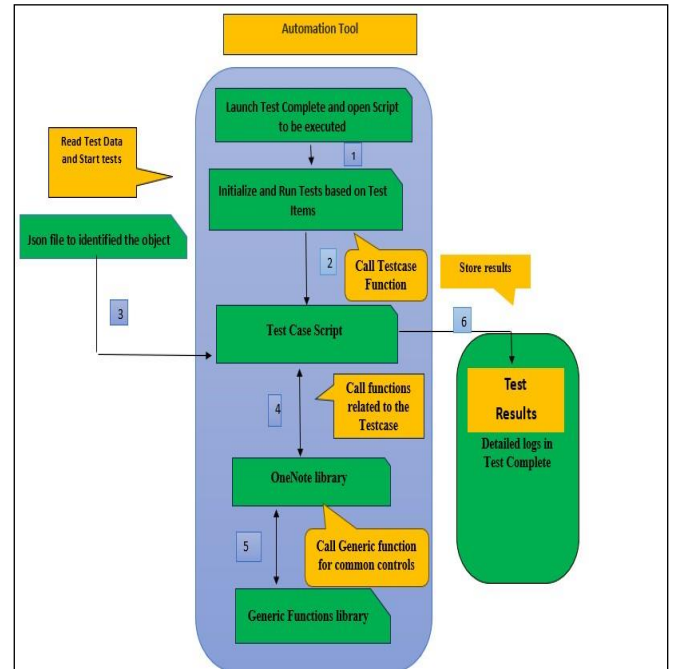 Automation Tool
Launch Test Complete and open Script
to be executed
1
Read Test Data
and Start tests
Initialize and Run Tests based on Test
Items
Json file to identified the object
2
Call Testcase
Function
Store results
3
Test Case Script
6
4
Call functions
related to the
Testcase
Test
Results
Detailed logs in
Test Complete
OneNote library
5
Call Generic function
for common controls
Generic Functions library